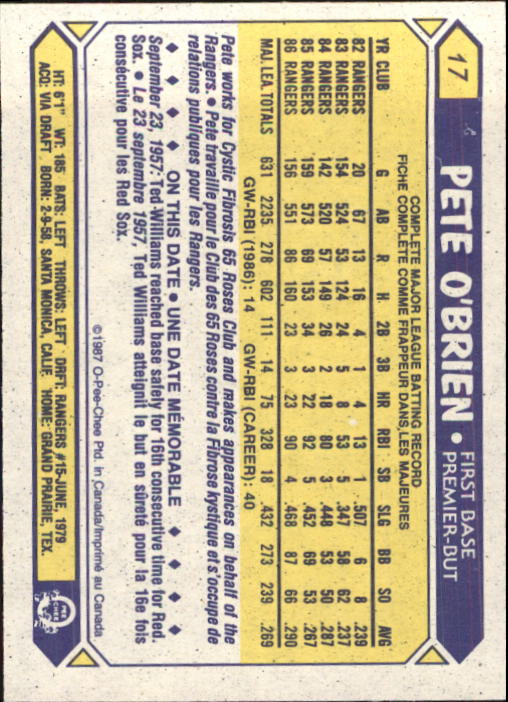 17
PETE O'BRIEN • FIRST BASE
PREMIER-BUT
COMPLETE MAJOR LEAGUE BATTING RECORD
FICHE COMPLÈTE COMME FRAPPEUR DANS LES MAJEURES
YR CLUB G AB R H 2B 3B HR RBI SB SLG BB SO AVG
82 RANGERS 20 67 13 16 4 1 4 13 1 .507 6 8 .239
83 RANGERS 154 524 53 124 24 5 8 53 5 .347 58 62 .237
84 RANGERS 142 520 57 149 26 2 18 80 3 .448 53 50 .287
85 RANGERS 159 573 69 153 34 3 22 92 5 .452 69 53 .267
86 RANGERS 156 551 86 160 23 3 23 90 4 .468 87 66 .290
MAJ. LEA. TOTALS 631 2235 278 602 111 14 75 328 18 .432 273 239 .269
GW-RBI (1986): 14 GW-RBI (CAREER): 40
Pete works for Cystic Fibrosis 65 Roses Club and makes appearances on behalf of the
Rangers. • Pete travaille pour le Club des 65 Roses contre la Fibrose kystique et s'occupe de
relations publiques pour les Rangers.
♦ ♦ ♦ ♦ ON THIS DATE • UNE DATE MÉMORABLE ♦ ♦ ♦ ♦
September 23, 1957: Ted Williams reached base safely for 16th consecutive time for Red.
Sox. • Le 23 septembre 1957, Ted Williams atteignit le but en sûreté pour la 16e fois
consécutive pour les Red Sox.
©1987 O-Pee-Chee Ptd. in Canada/Imprimé au Canada
HT: 6'1" WT: 185 BATS: LEFT THROWS: LEFT DRFT: RANGERS #15-JUNE, 1979
ACQ: VIA DRAFT BORN: 2-9-58, SANTA MONICA, CALIF. HOME: GRAND PRAIRIE, TEX.
O
PEE
CHEE